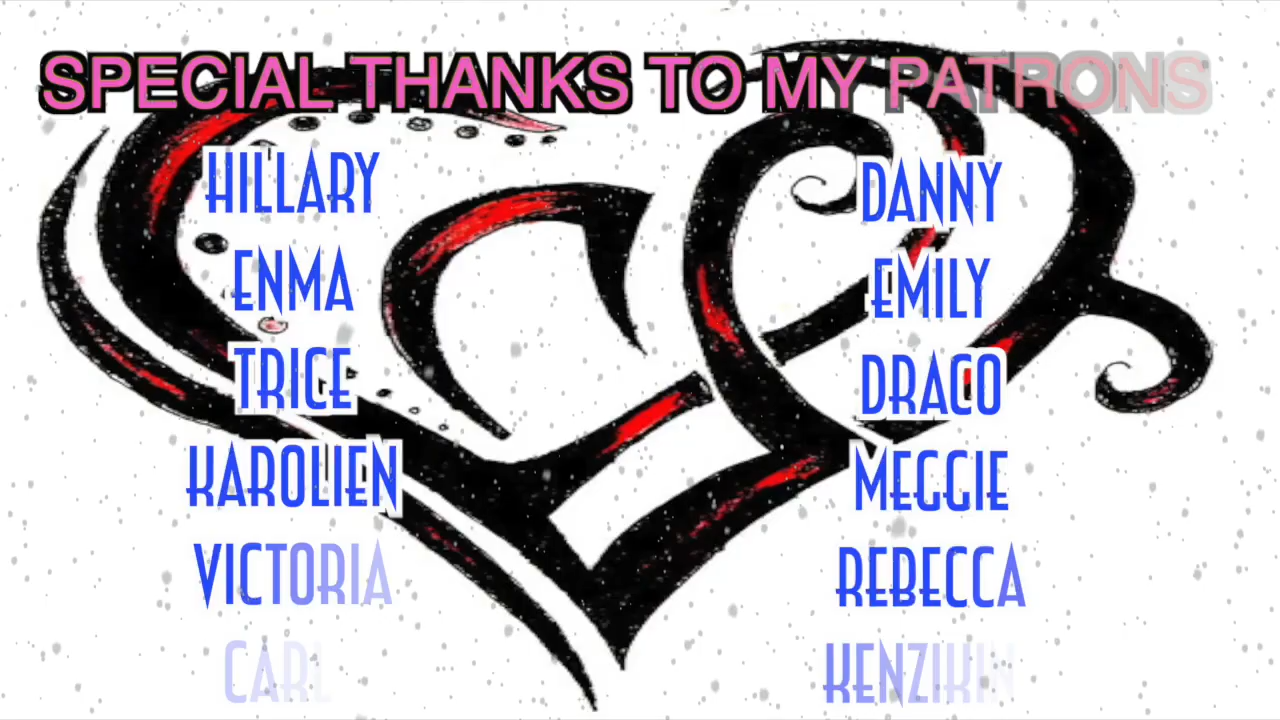 SPECIAL THANKS TO MY PATRONS
HILLARY
ENMA
TRICE
KAROLIEN
VICTORIA
CARL
DANNY
EMILY
DRACO
MEGGIE
REBECCA